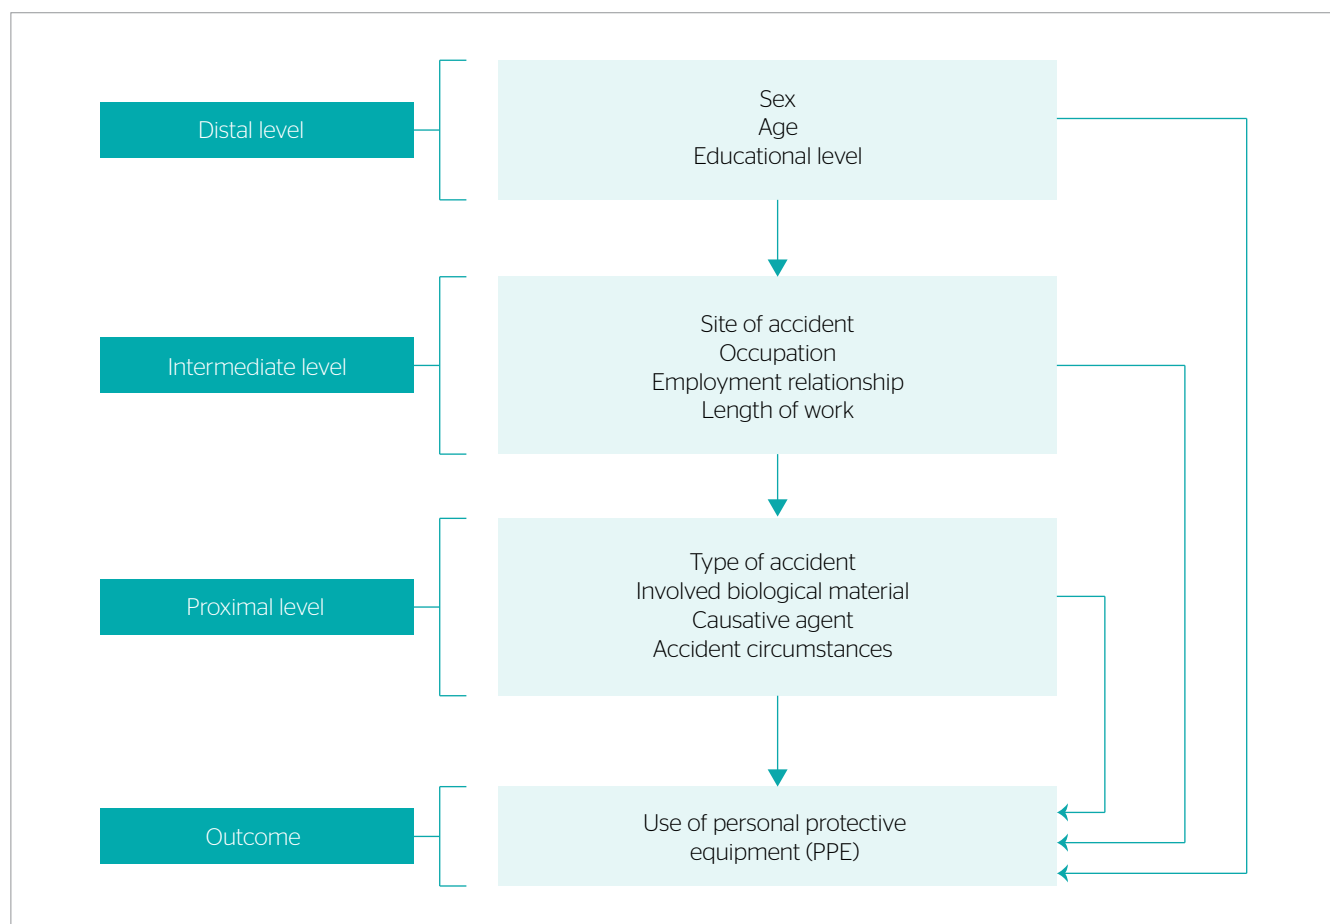 Distal level
Sex
Age
Educational level
Intermediate level
Site of accident
Occupation
Employment relationship
Length of work
Proximal level
Type of accident
Involved biological material
Causative agent
Accident circumstances
Outcome
Use of personal protective
equipment (PPE)